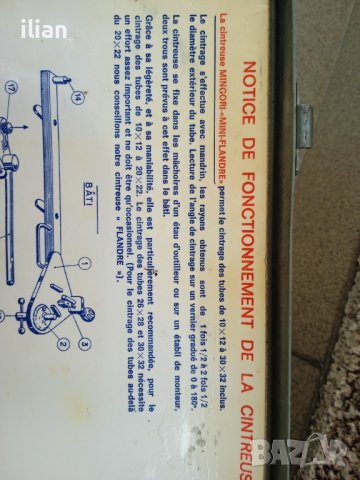 ilian
NOTICE DE FONCTIONNEMENT DE LA CINTREUS
La cintreuse MINGORI-«MINI-FLANDRE» permet le cintrage des tubes de 10×12 à 30×32 inclus.
Le cintrage s'effectue avec mandrin, les rayons obtenus sont de 1 fois 1/2 à 2 fois 1/2
le diamètre extérieur du tube. Lecture de l'angle de cintrage sur un vernier gradué de 0 à 180°.
La cintreuse se fixe dans les mâchoires d'un étau d'outilleur ou sur un établi de monteur,
deux trous sont prévus à cet effet dans le bâti.
Grâce à sa légèreté, et à sa maniabilité, elle est particulièrement recommandée, pour le
cintrage des tubes de 10×12 à 20×22. Le cintrage des tubes 26×28 et 30×32 nécessite
un effort assez important et ne doit être qu'occasionnel. (Pour le cintrage des tubes au-delà
du 20×22 nous conseillons notre cintreuse « FLANDRE »).
BÂTI
17
14
1
2
3
BAZAR